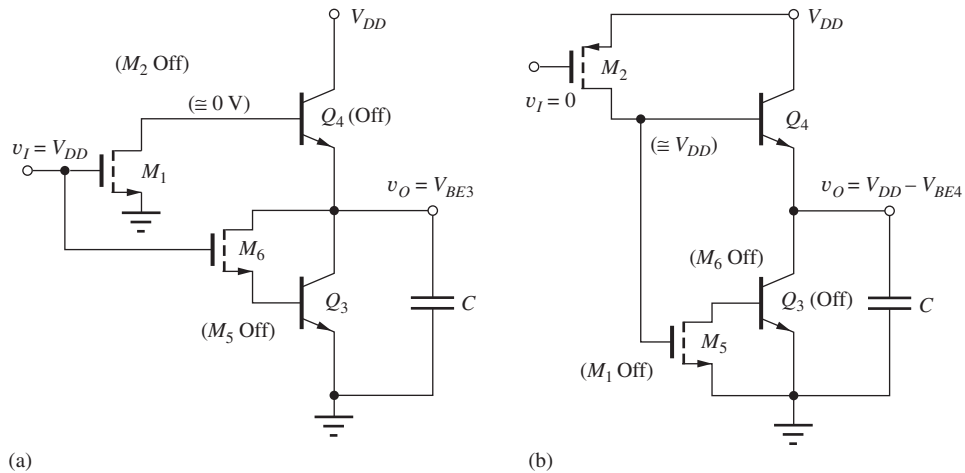 V_DD
(M_2 Off)
(≅ 0 V)
Q_4 (Off)
v_I = V_DD
M_1
v_O = V_BE3
M_6
Q_3
C
(M_5 Off)
(a)
V_DD
M_2
v_I = 0
Q_4
(≅ V_DD)
v_O = V_DD – V_BE4
(M_6 Off)
Q_3 (Off)
C
M_5
(M_1 Off)
(b)